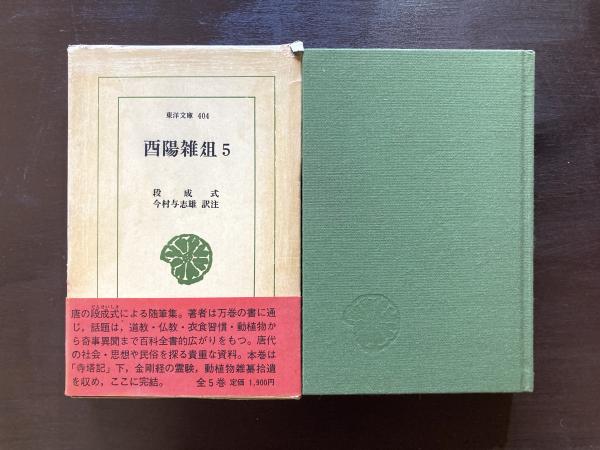 東洋文庫 404
酉陽雑俎 5
段成式
今村与志雄 訳注
だんせいしき
唐の段成式による随筆集。著者は万巻の書に通
じ，話題は，道教・仏教・衣食習慣・動植物か
ら奇事異聞まで百科全書的広がりをもつ。唐代
の社会・思想や民俗を探る貴重な資料。本巻は
「寺塔記」下，金剛経の霊験，動植物雑纂拾遺
を収め，ここに完結。 全5巻 定価 1,900円